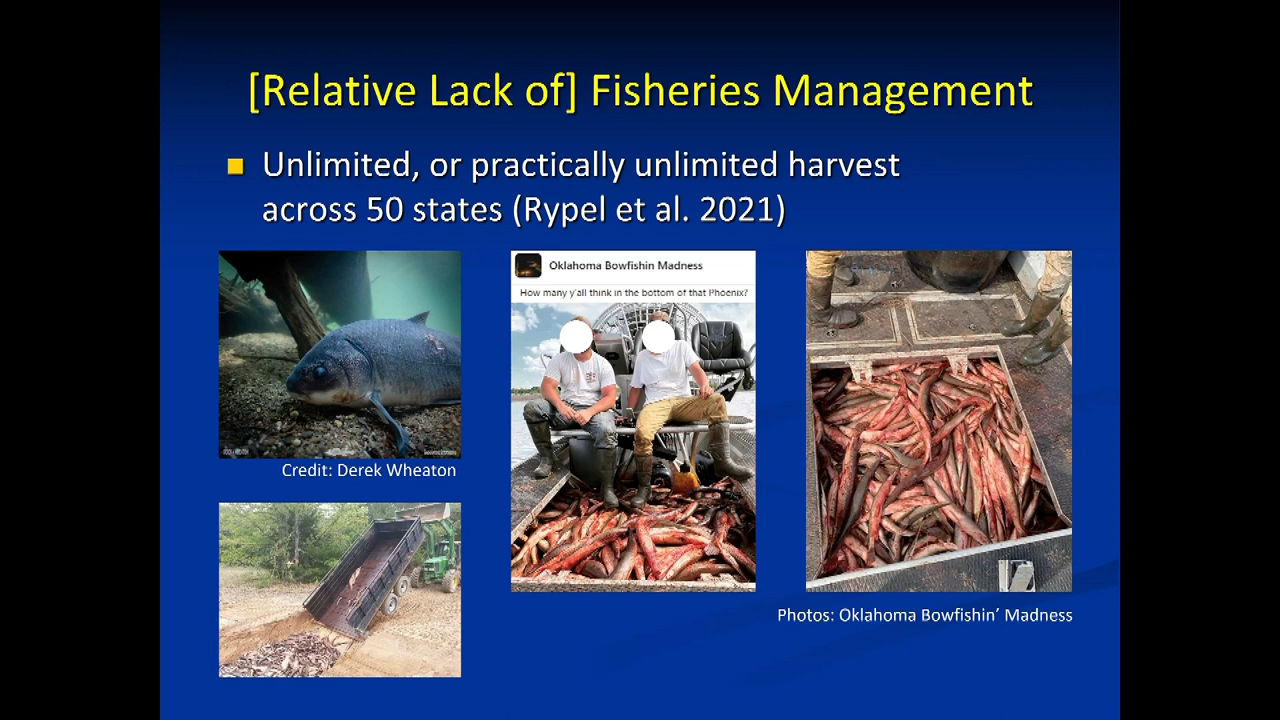 [Relative Lack of] Fisheries Management
Unlimited, or practically unlimited harvest
across 50 states (Rypel et al. 2021)
Oklahoma Bowfishin Madness
How many y'all think in the bottom of that Phoenix?
Credit: Derek Wheaton
Photos: Oklahoma Bowfishin' Madness